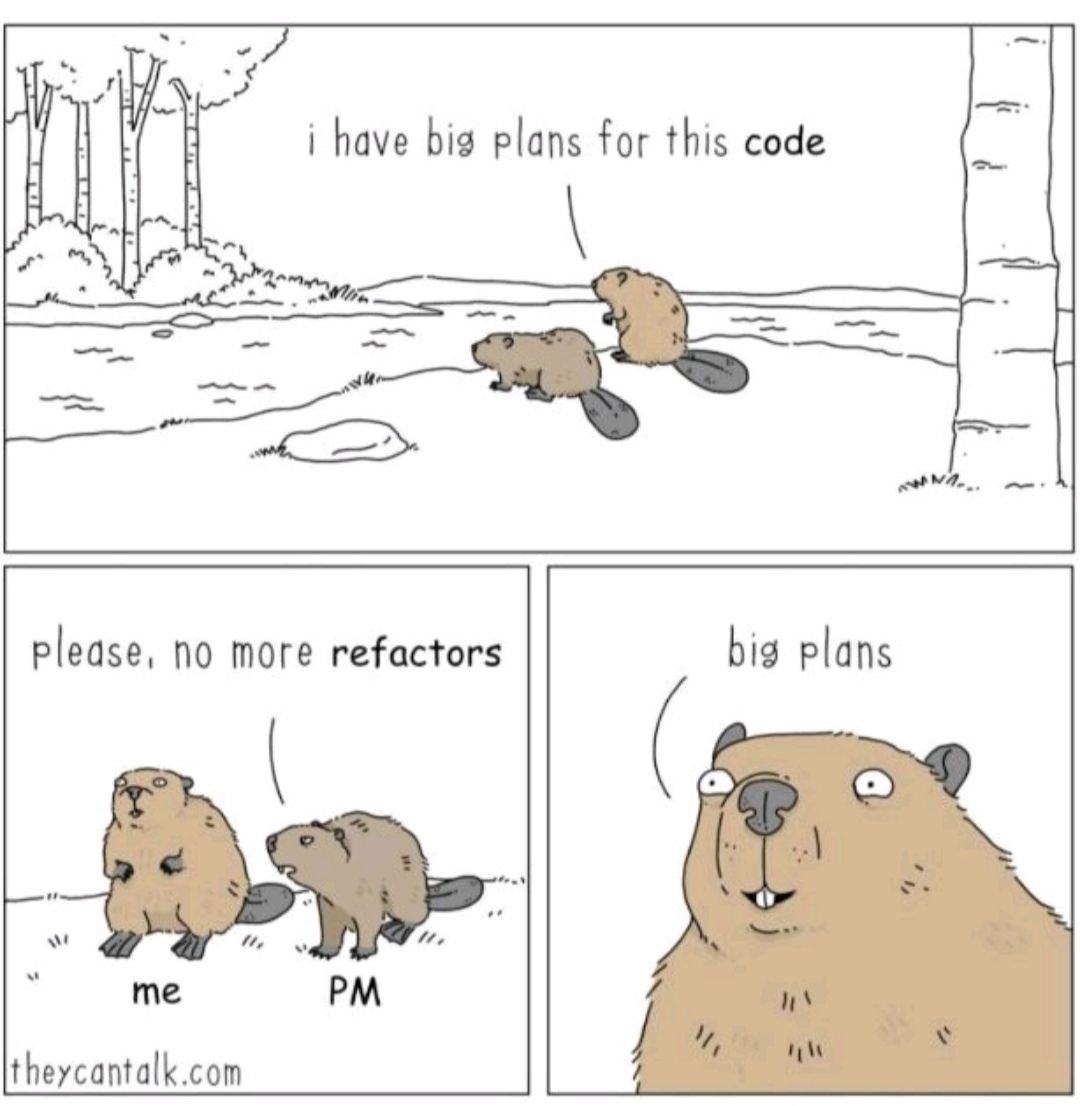 i have big plans for this code
please, no more refactors
me
PM
theycantalk.com
big plans